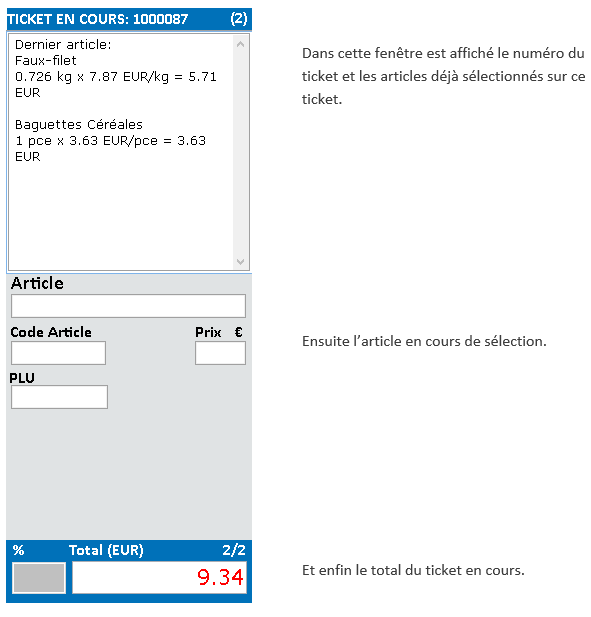 TICKET EN COURS: 1000087 (2)
Dernier article:
Faux-filet
0.726 kg x 7.87 EUR/kg = 5.71
EUR
Baguettes Céréales
1 pce x 3.63 EUR/pce = 3.63
EUR
Dans cette fenêtre est affiché le numéro du
ticket et les articles déjà sélectionnés sur ce
ticket.
Article
Code Article Prix €
PLU
Ensuite l’article en cours de sélection.
% Total (EUR) 2/2
9.34
Et enfin le total du ticket en cours.